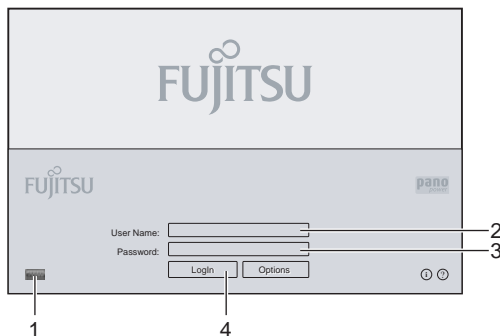 FUJITSU
FUJITSU
pano
User Name:
2
Password:
3
LogIn Options
i ?
1 4